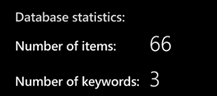 Database statistics:
Number of items: 66
Number of keywords: 3